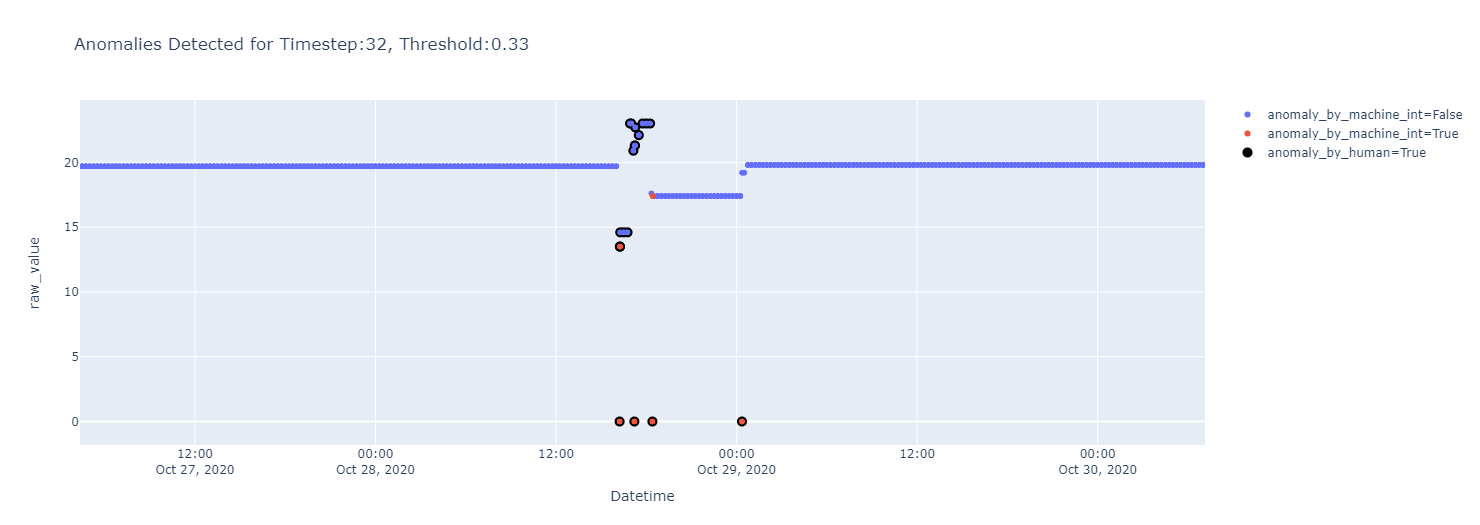 Anomalies Detected for Timestep:32, Threshold:0.33
anomaly_by_machine_int=False
anomaly_by_machine_int=True
anomaly_by_human=True
20
15
10
5
0
raw_value
12:00
Oct 27, 2020
00:00
Oct 28, 2020
12:00
00:00
Oct 29, 2020
12:00
00:00
Oct 30, 2020
Datetime